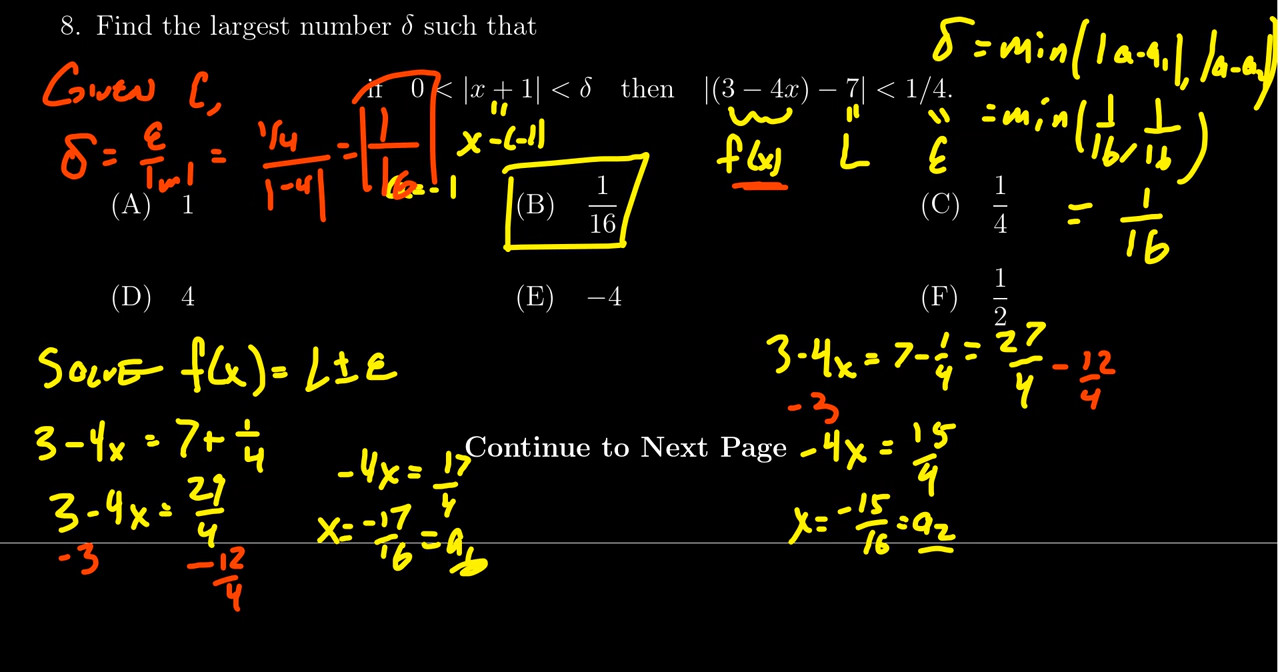 8. Find the largest number δ such that
if 0 < |x + 1| < δ then |(3 − 4x) − 7| < 1/4.
(A) 1
(B) 1/16
(C) 1/4
(D) 4
(E) −4
(F) 1/2
Continue to Next Page
δ = min(|a-a₁|, |a-a₂|)
= min(1/16, 1/16)
= 1/16
Given
δ = ε/|m| = 1/4/|-4| = 1/16
x-(-1)
a=-1
f(x) L ε
Solve f(x) = L ± ε
3-4x = 7+1/4
3-4x = 29/4
-3 -12/4
-4x = 17/4
x = -17/16 = a₁
3-4x = 7-1/4 = 27/4 -12/4
-3
-4x = 15/4
x = -15/16 = a₂